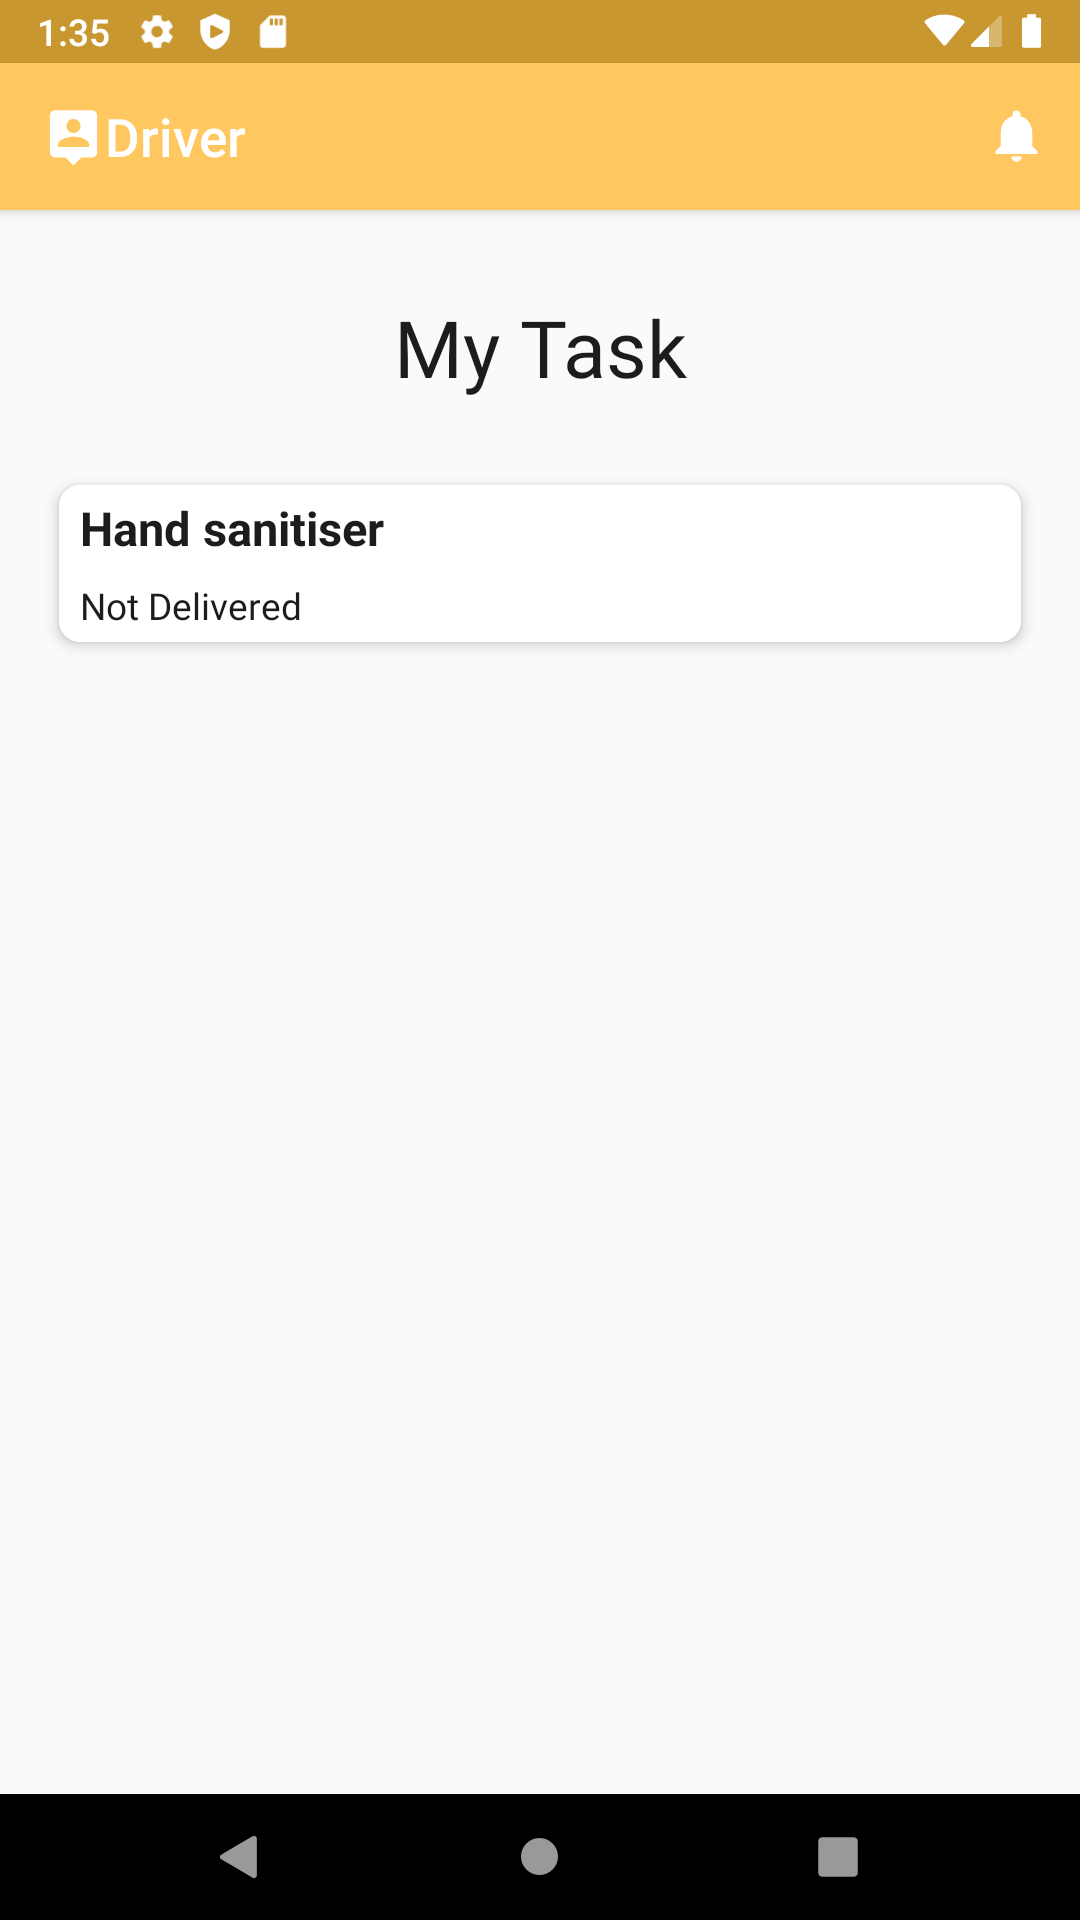 1:35
Driver
My Task
Hand sanitiser
Not Delivered